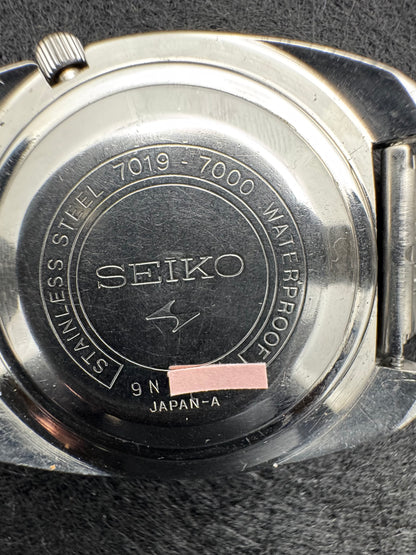 STAINLESS STEEL 7019-7000 WATERPROOF
SEIKO
9N
JAPAN-A